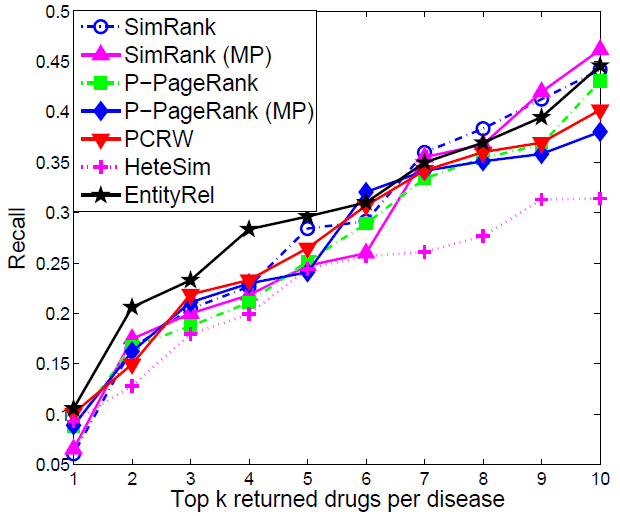 0.5
SimRank
SimRank (MP)
P-PageRank
P-PageRank (MP)
PCRW
HeteSim
EntityRel
0.45
0.4
0.35
0.3
0.25
0.2
0.15
0.1
0.05
Recall
1 2 3 4 5 6 7 8 9 10
Top k returned drugs per disease